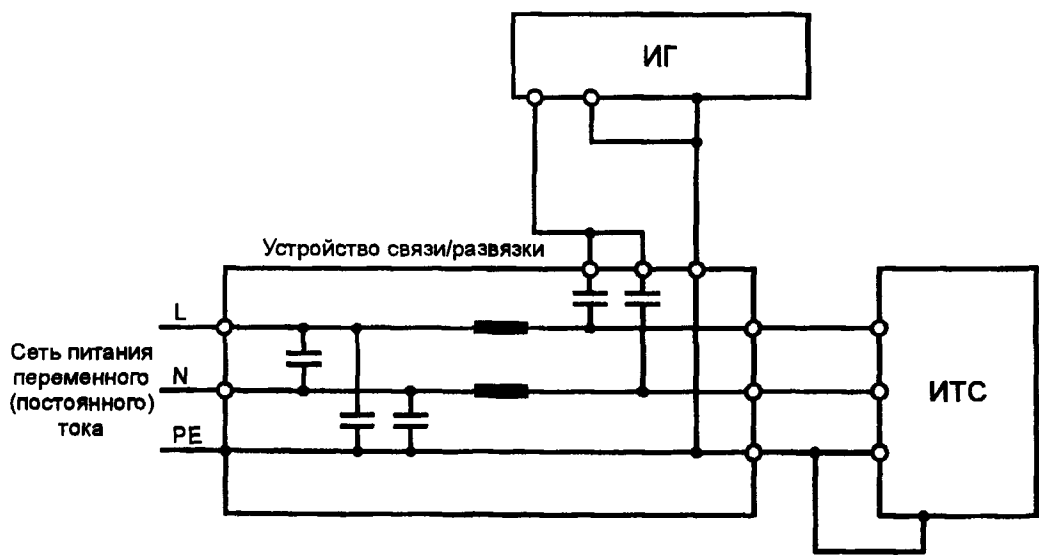 ИГ
Устройство связи/развязки
L
Сеть питания
переменного
(постоянного)
тока
N
PE
ИТС